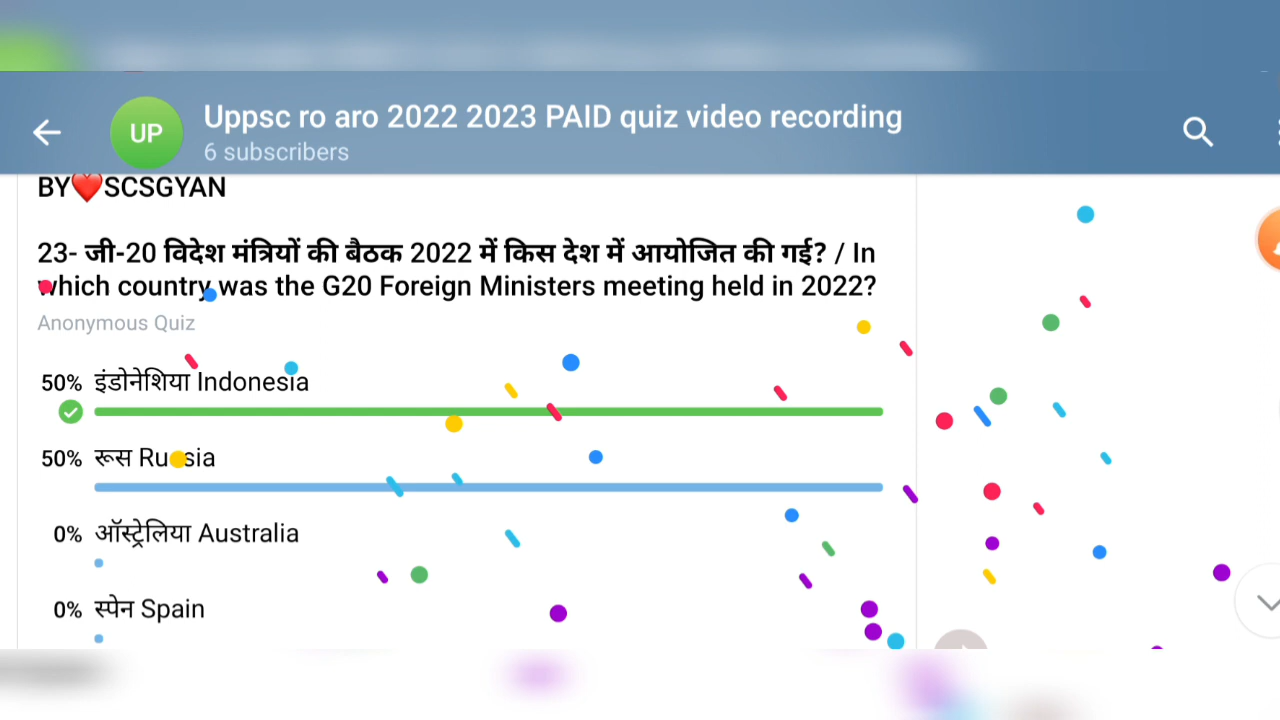 UP
Uppsc ro aro 2022 2023 PAID quiz video recording
6 subscribers
BY❤️SCSGYAN
23- जी-20 विदेश मंत्रियों की बैठक 2022 में किस देश में आयोजित की गई? / In
which country was the G20 Foreign Ministers meeting held in 2022?
Anonymous Quiz
50% इंडोनेशिया Indonesia
50% रूस Russia
0% ऑस्ट्रेलिया Australia
0% स्पेन Spain